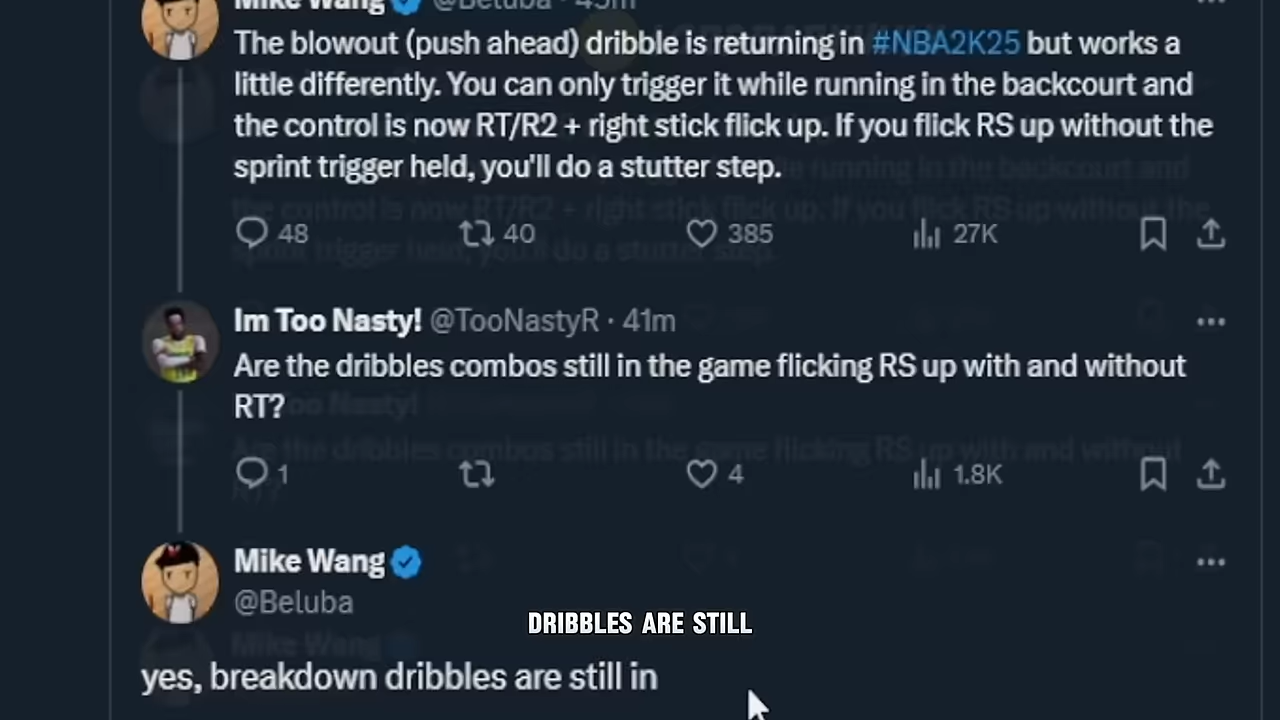 Mike Wang @Beluba · 45m
The blowout (push ahead) dribble is returning in #NBA2K25 but works a
little differently. You can only trigger it while running in the backcourt and
the control is now RT/R2 + right stick flick up. If you flick RS up without the
sprint trigger held, you'll do a stutter step.
48 40 385 27K
Im Too Nasty! @TooNastyR · 41m
Are the dribbles combos still in the game flicking RS up with and without
RT?
1 4 1.8K
Mike Wang
@Beluba
DRIBBLES ARE STILL
yes, breakdown dribbles are still in